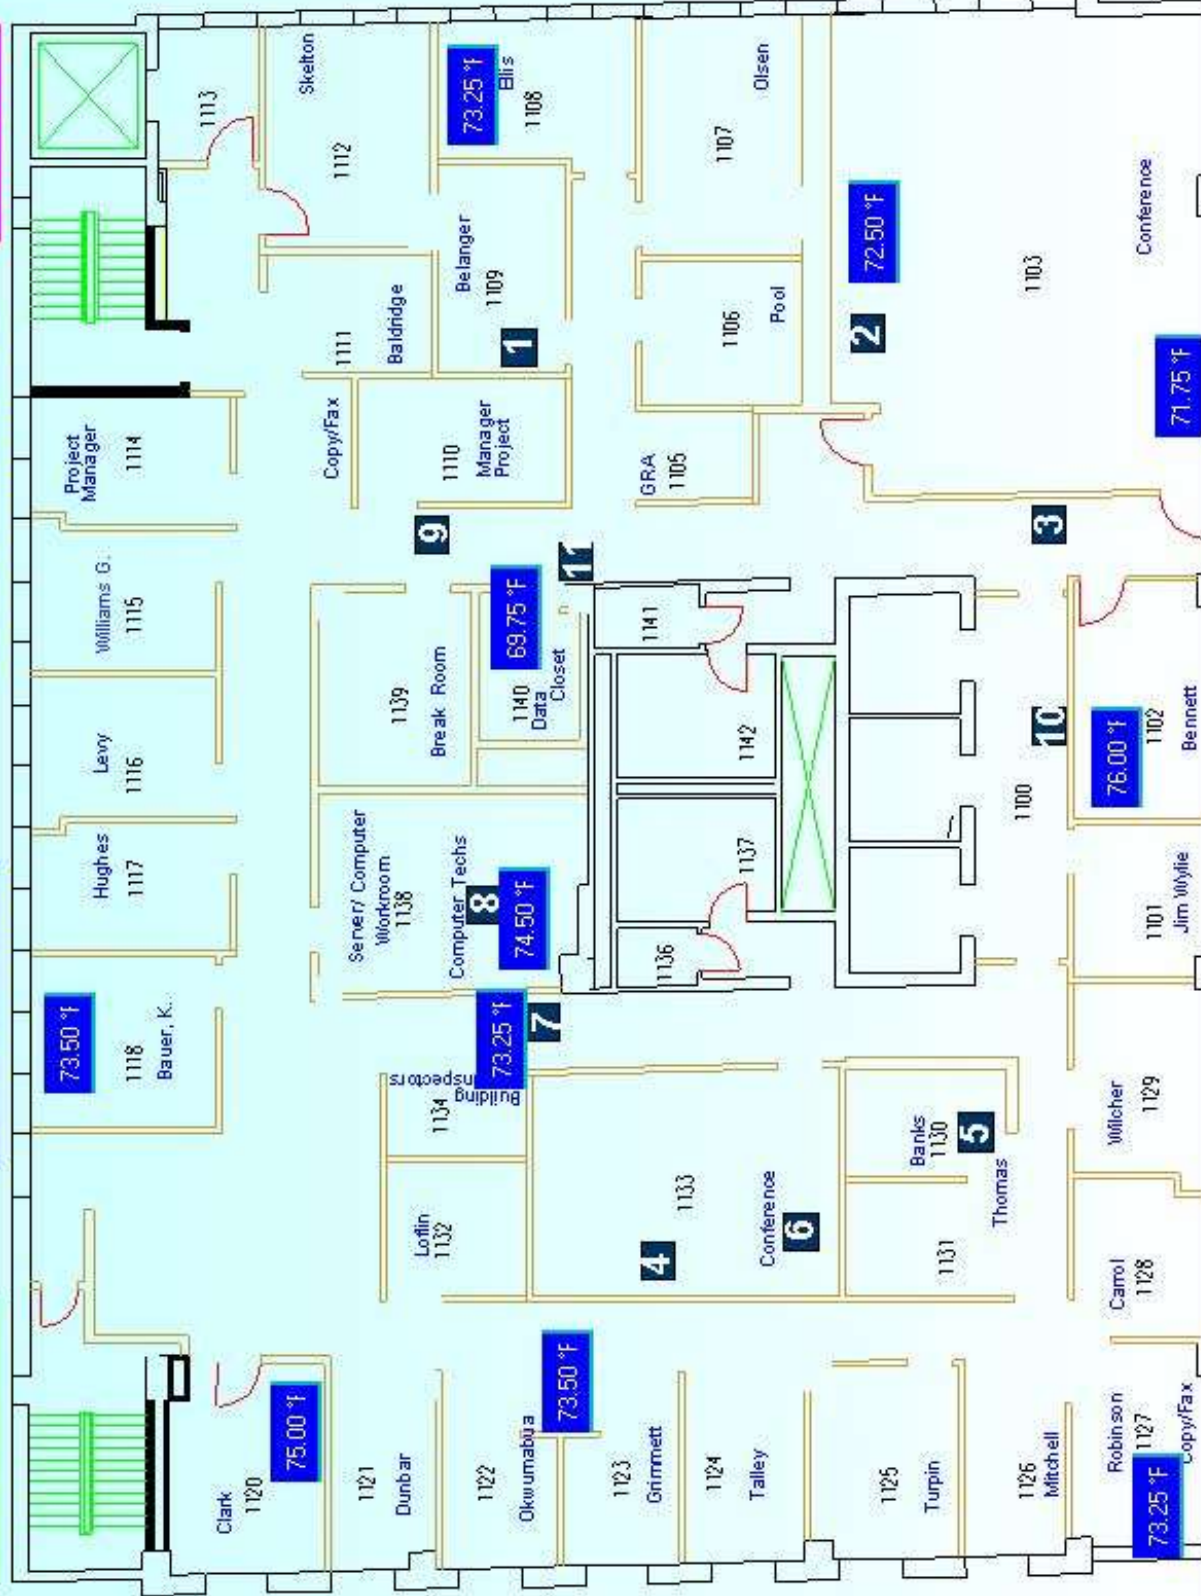 Project
Manager
1114
Williams G.
1115
Levy
1116
Hughes
1117
73.50 °F
1118
Bauer, K.
1113
Skelton
1112
Clark
1120
75.00 °F
1111
Baldridge
Copy/Fax
1121
Dunbar
Server/ Computer
Workroom
1138
Computer Techs
8
74.50 °F
1139
Break Room
9
1110
Manager
Project
Belanger
1109
1
73.25 °F
1108
Loflin
1132
1134
Building
Inspectors
73.25 °F
7
69.75 °F
1140
Data
Closet
11
1122
Okwumabua
73.50 °F
1123
Grimmett
4
1133
Conference
6
1136
1137
1142
1141
GRA
1105
1106
Pool
1107
Olsen
1124
Talley
1125
Turpin
Banks
1130
5
1131
Thomas
2
72.50 °F
1103
Conference
1126
Mitchell
1100
10
3
Robinson
1127
Copy/Fax
73.25 °F
Carrol
1128
Wilcher
1129
1101
Jim Wylie
76.00 °F
1102
Bennett
71.75 °F